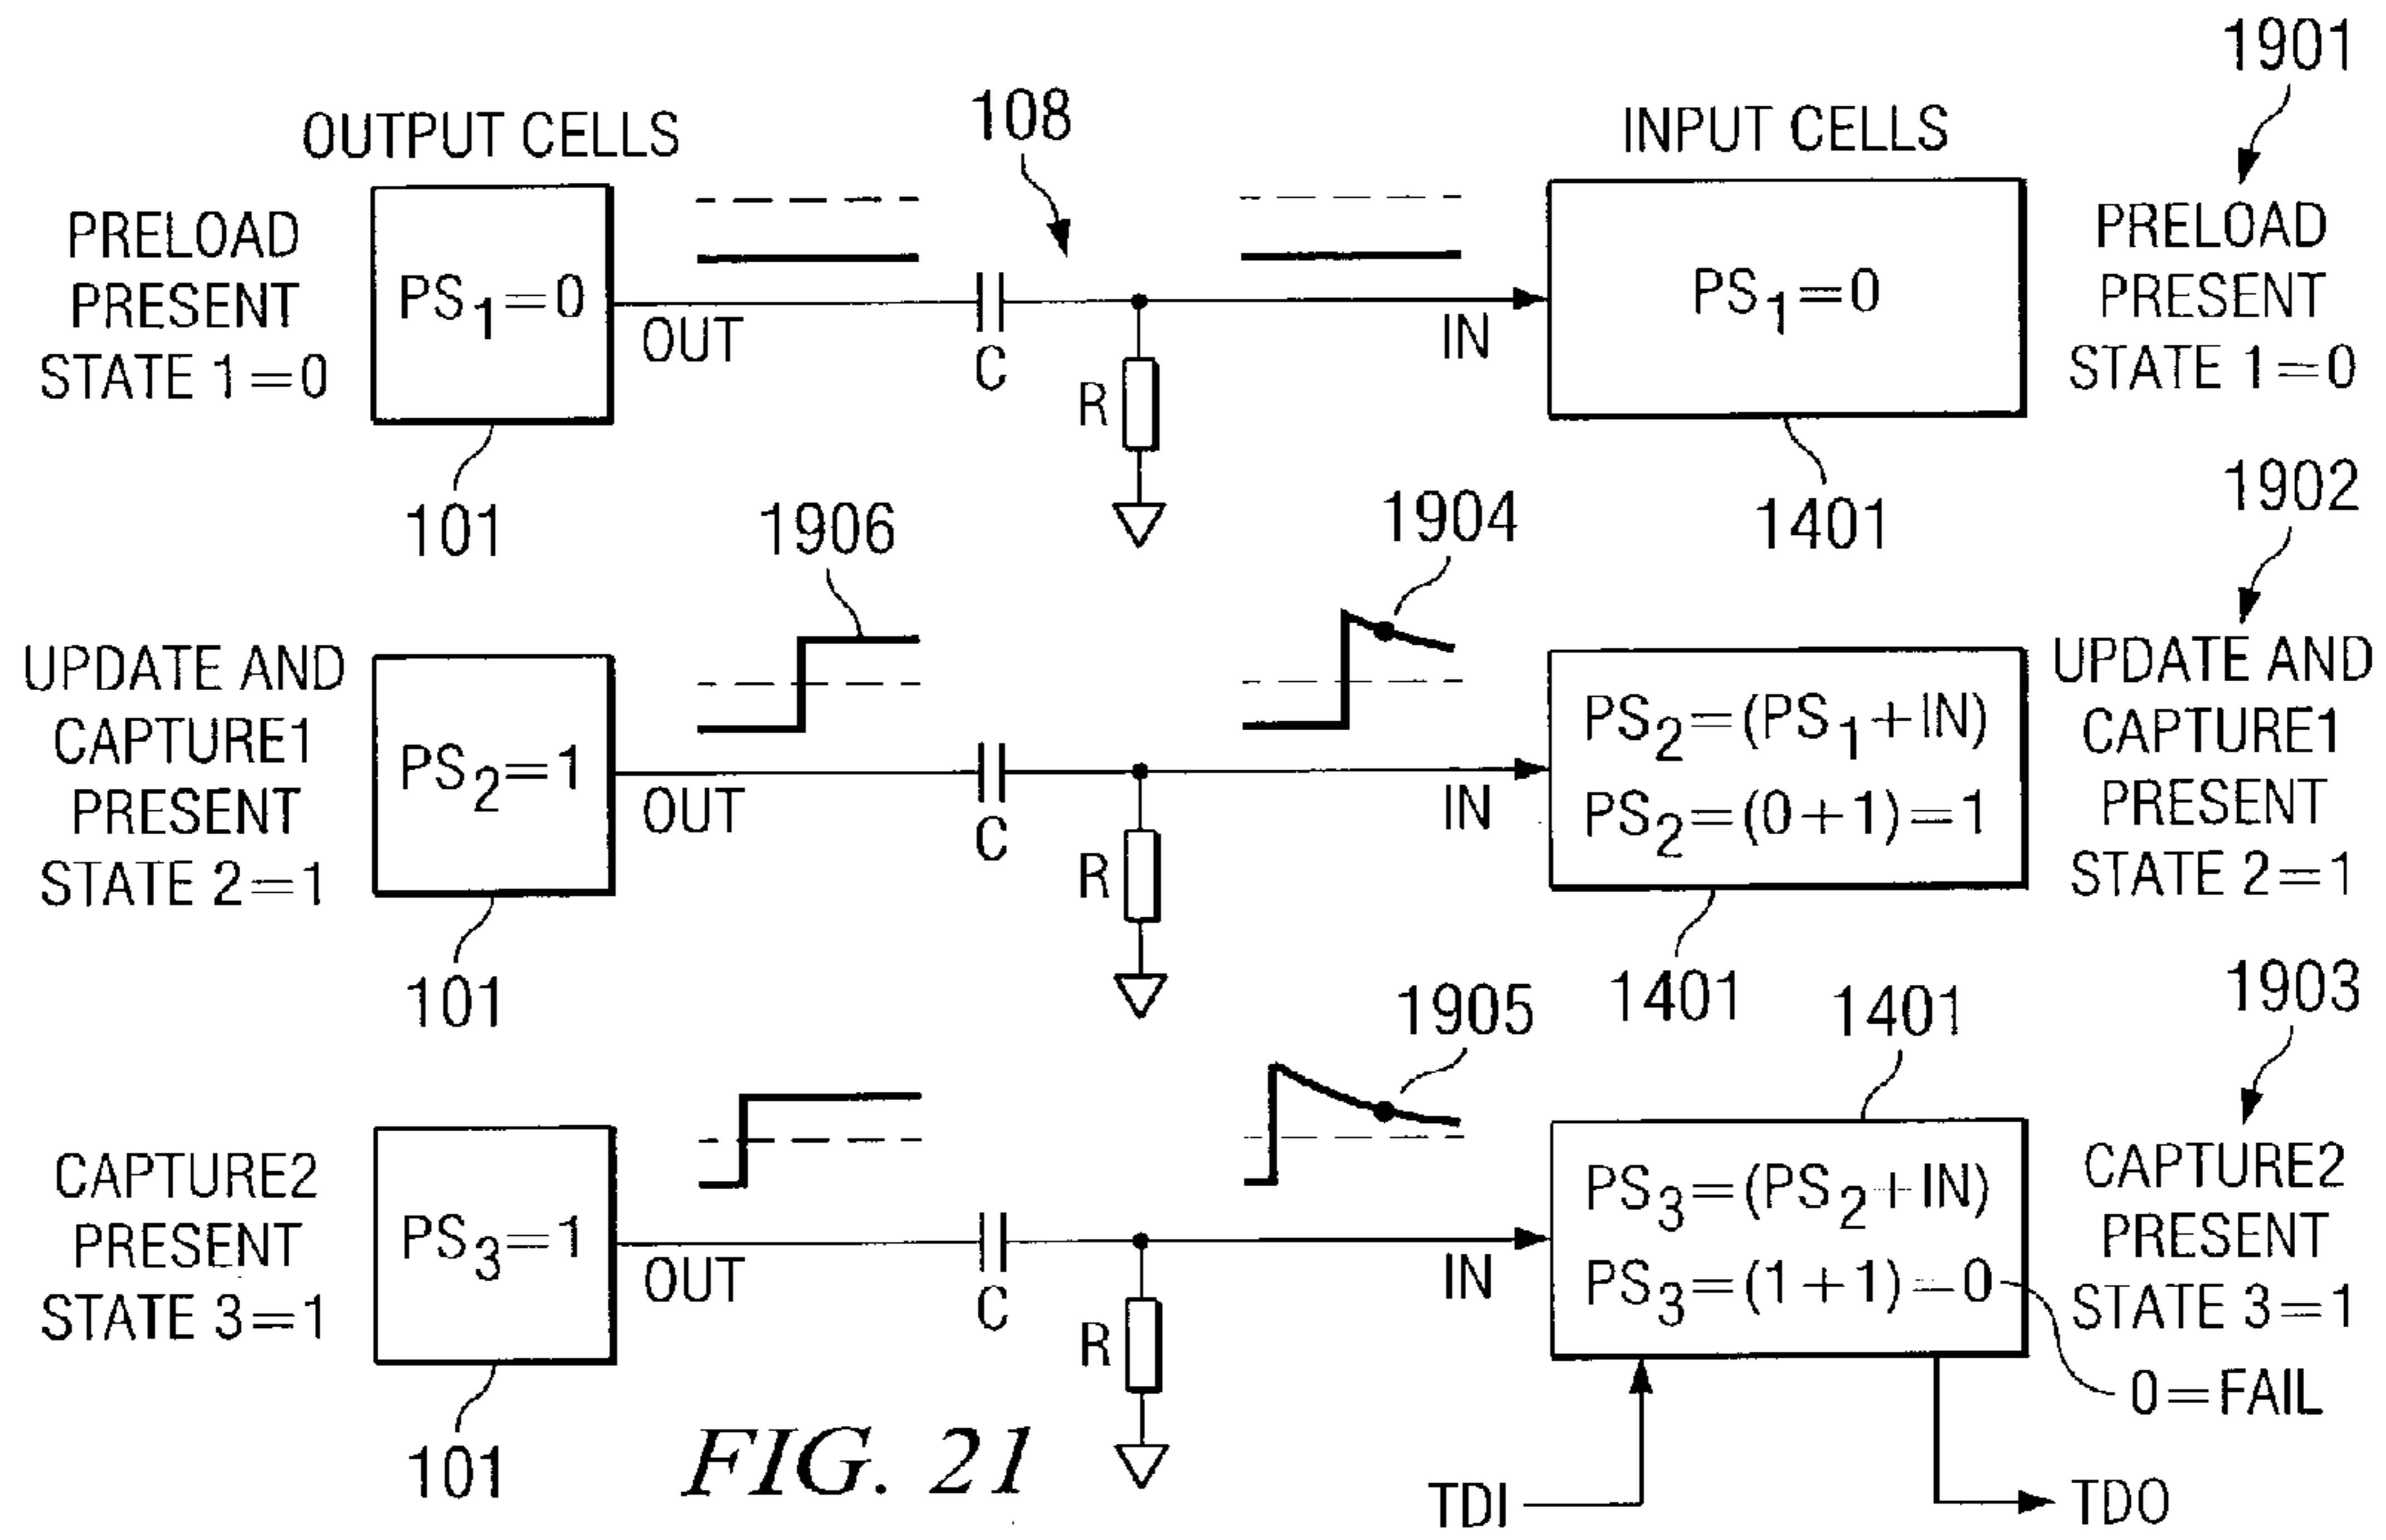 1901
OUTPUT CELLS
108
INPUT CELLS
PRELOAD
PRESENT
STATE 1=0
PS1=0
OUT
C
R
IN
PS1=0
PRELOAD
PRESENT
STATE 1=0
101
1401
1906
1904
1902
UPDATE AND
CAPTURE1
PRESENT
STATE 2=1
PS2=1
OUT
C
R
IN
PS2=(PS1+IN)
PS2=(0+1)=1
UPDATE AND
CAPTURE1
PRESENT
STATE 2=1
101
1401
1905
1401
1903
CAPTURE2
PRESENT
STATE 3=1
PS3=1
OUT
C
R
IN
PS3=(PS2+IN)
PS3=(1+1)=0
CAPTURE2
PRESENT
STATE 3=1
0=FAIL
101
FIG. 21
TDI
TDO